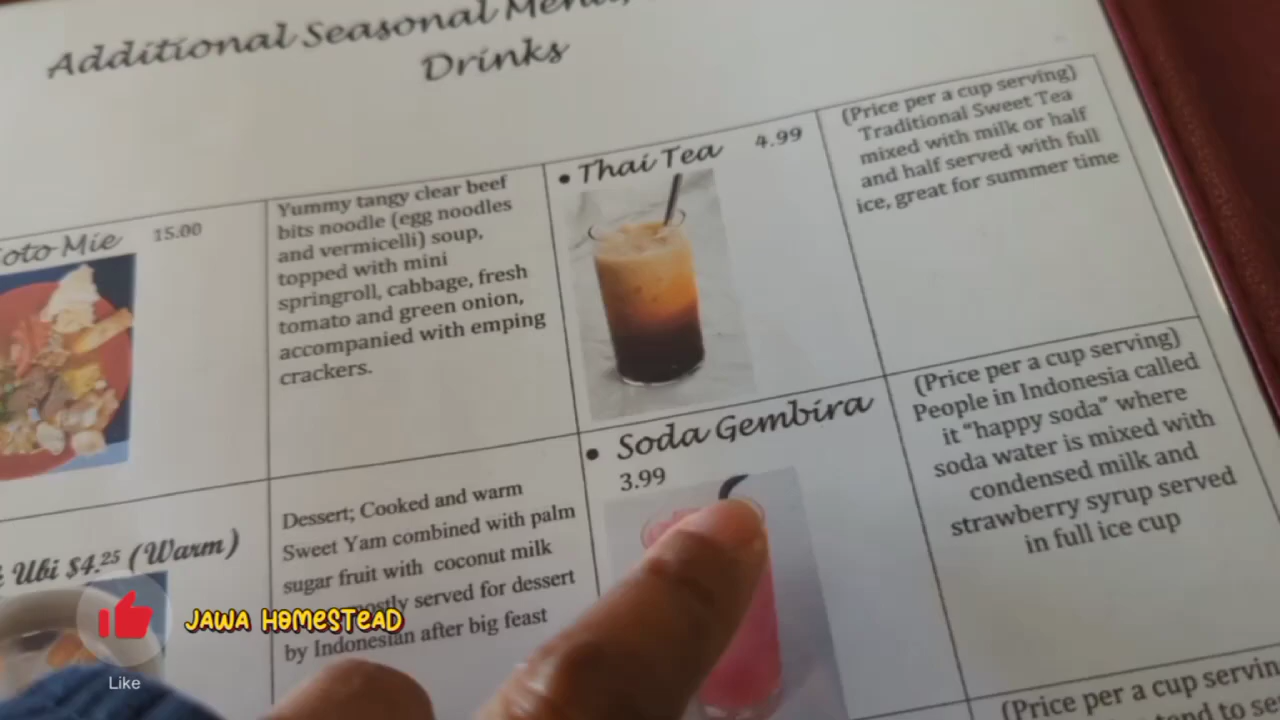 Additional Seasonal Menu,
Drinks
Soto Mie 15.00
Yummy tangy clear beef
bits noodle (egg noodles
and vermicelli) soup,
topped with mini
springroll, cabbage, fresh
tomato and green onion,
accompanied with emping
crackers.
• Thai Tea 4.99
(Price per a cup serving)
Traditional Sweet Tea
mixed with milk or half
and half served with full
ice, great for summer time
• Soda Gembira
3.99
(Price per a cup serving)
People in Indonesia called
it "happy soda" where
soda water is mixed with
condensed milk and
strawberry syrup served
in full ice cup
Ubi $4.25 (Warm)
Dessert; Cooked and warm
Sweet Yam combined with palm
sugar fruit with coconut milk
mostly served for dessert
by Indonesian after big feast
(Price per a cup servin
to se
JAWA HOMESTEAD
Like